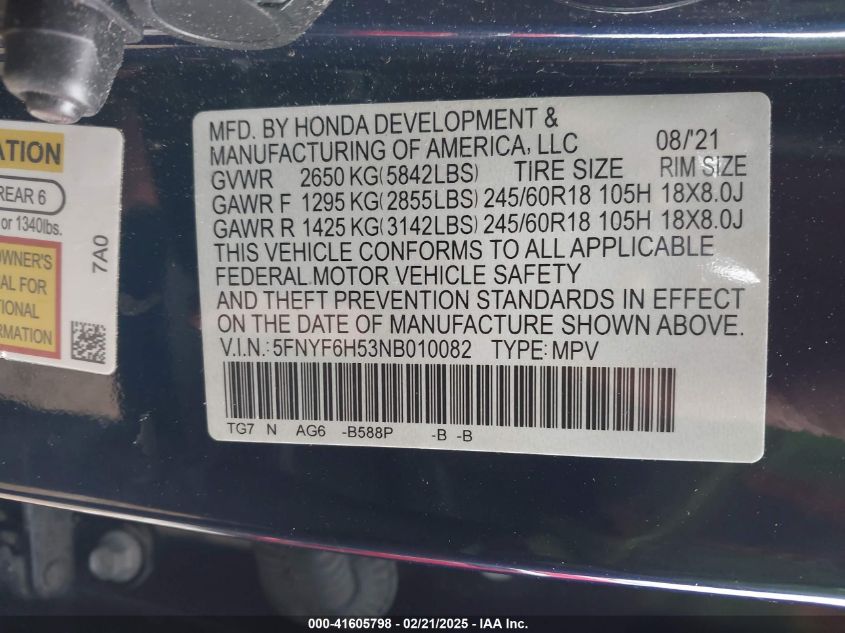 ATION
REAR 6
or 1340lbs.
OWNER'S
AL FOR
TIONAL
ORMATION
7A0
MFD. BY HONDA DEVELOPMENT &
MANUFACTURING OF AMERICA, LLC 08/'21
GVWR 2650 KG(5842LBS) TIRE SIZE RIM SIZE
GAWR F 1295 KG(2855LBS) 245/60R18 105H 18X8.0J
GAWR R 1425 KG(3142LBS) 245/60R18 105H 18X8.0J
THIS VEHICLE CONFORMS TO ALL APPLICABLE
FEDERAL MOTOR VEHICLE SAFETY
AND THEFT PREVENTION STANDARDS IN EFFECT
ON THE DATE OF MANUFACTURE SHOWN ABOVE.
V.I.N.: 5FNYF6H53NB010082 TYPE: MPV
TG7 N AG6 -B588P -B -B
000-41605798 - 02/21/2025 - IAA Inc.